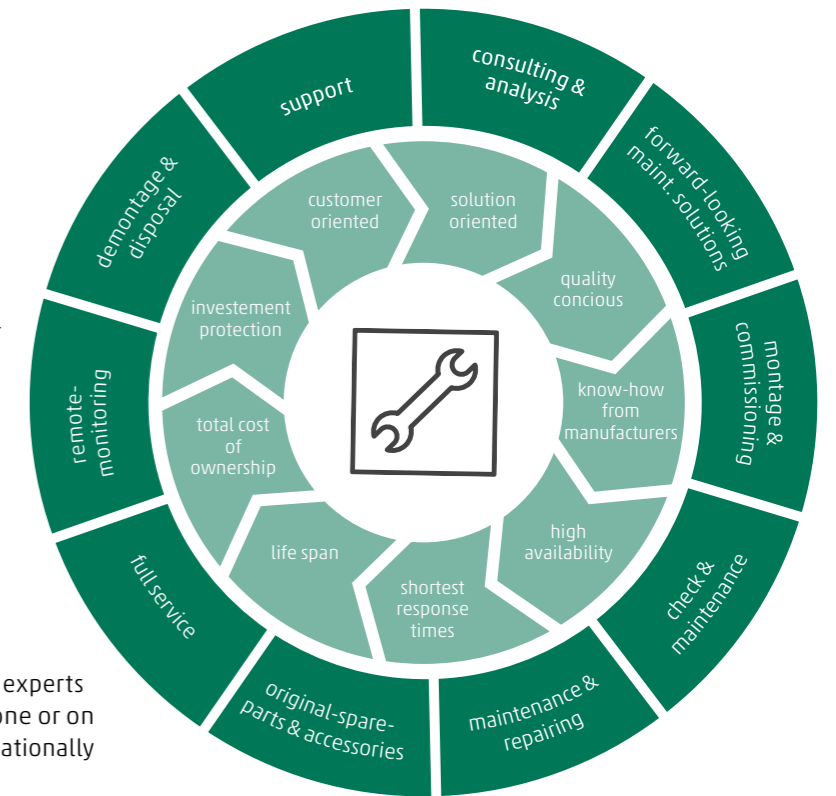 support
consulting &
analysis
forward-looking
maint. solutions
montage &
commissioning
check &
maintenance
maintenance &
repairing
original-spare-
parts & accessories
full service
remote-
monitoring
demontage &
disposal
customer
oriented
solution
oriented
quality
concious
know-how
from
manufacturers
high
availability
shortest
response
times
life span
total cost
of
ownership
investement
protection
experts
one or on
ationally